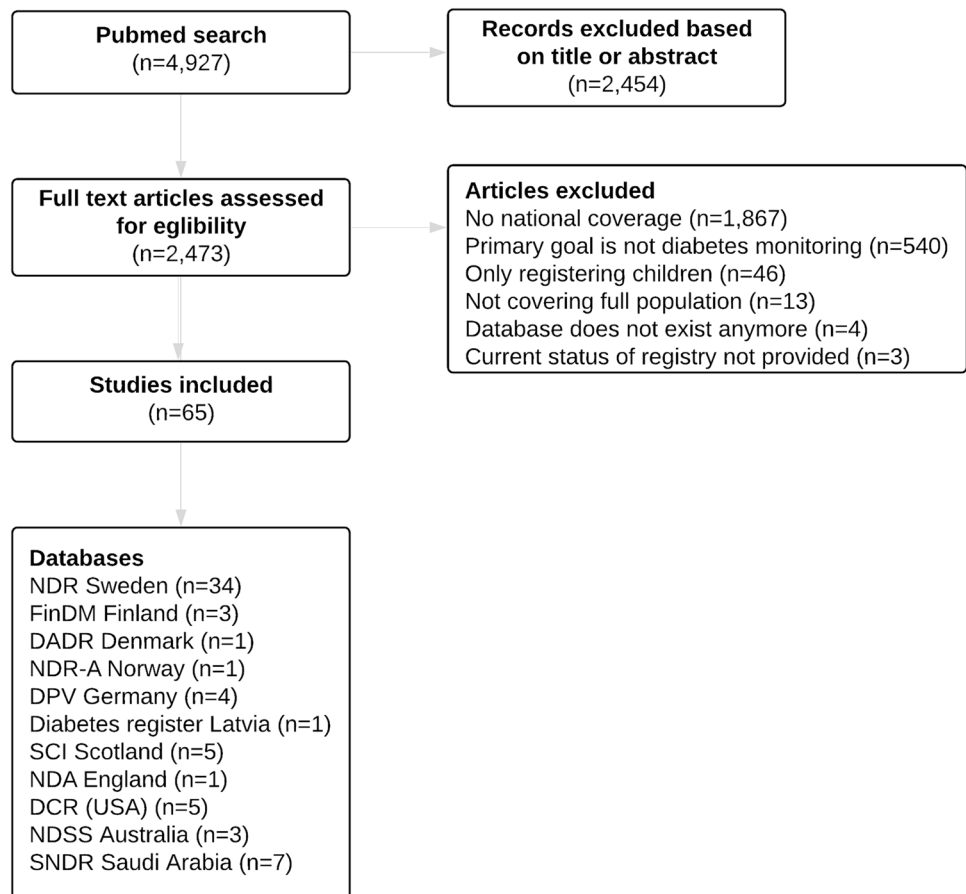 Pubmed search
(n=4,927)
Records excluded based
on title or abstract
(n=2,454)
Full text articles assessed
for eglibility
(n=2,473)
Articles excluded
No national coverage (n=1,867)
Primary goal is not diabetes monitoring (n=540)
Only registering children (n=46)
Not covering full population (n=13)
Database does not exist anymore (n=4)
Current status of registry not provided (n=3)
Studies included
(n=65)
Databases
NDR Sweden (n=34)
FinDM Finland (n=3)
DADR Denmark (n=1)
NDR-A Norway (n=1)
DPV Germany (n=4)
Diabetes register Latvia (n=1)
SCI Scotland (n=5)
NDA England (n=1)
DCR (USA) (n=5)
NDSS Australia (n=3)
SNDR Saudi Arabia (n=7)